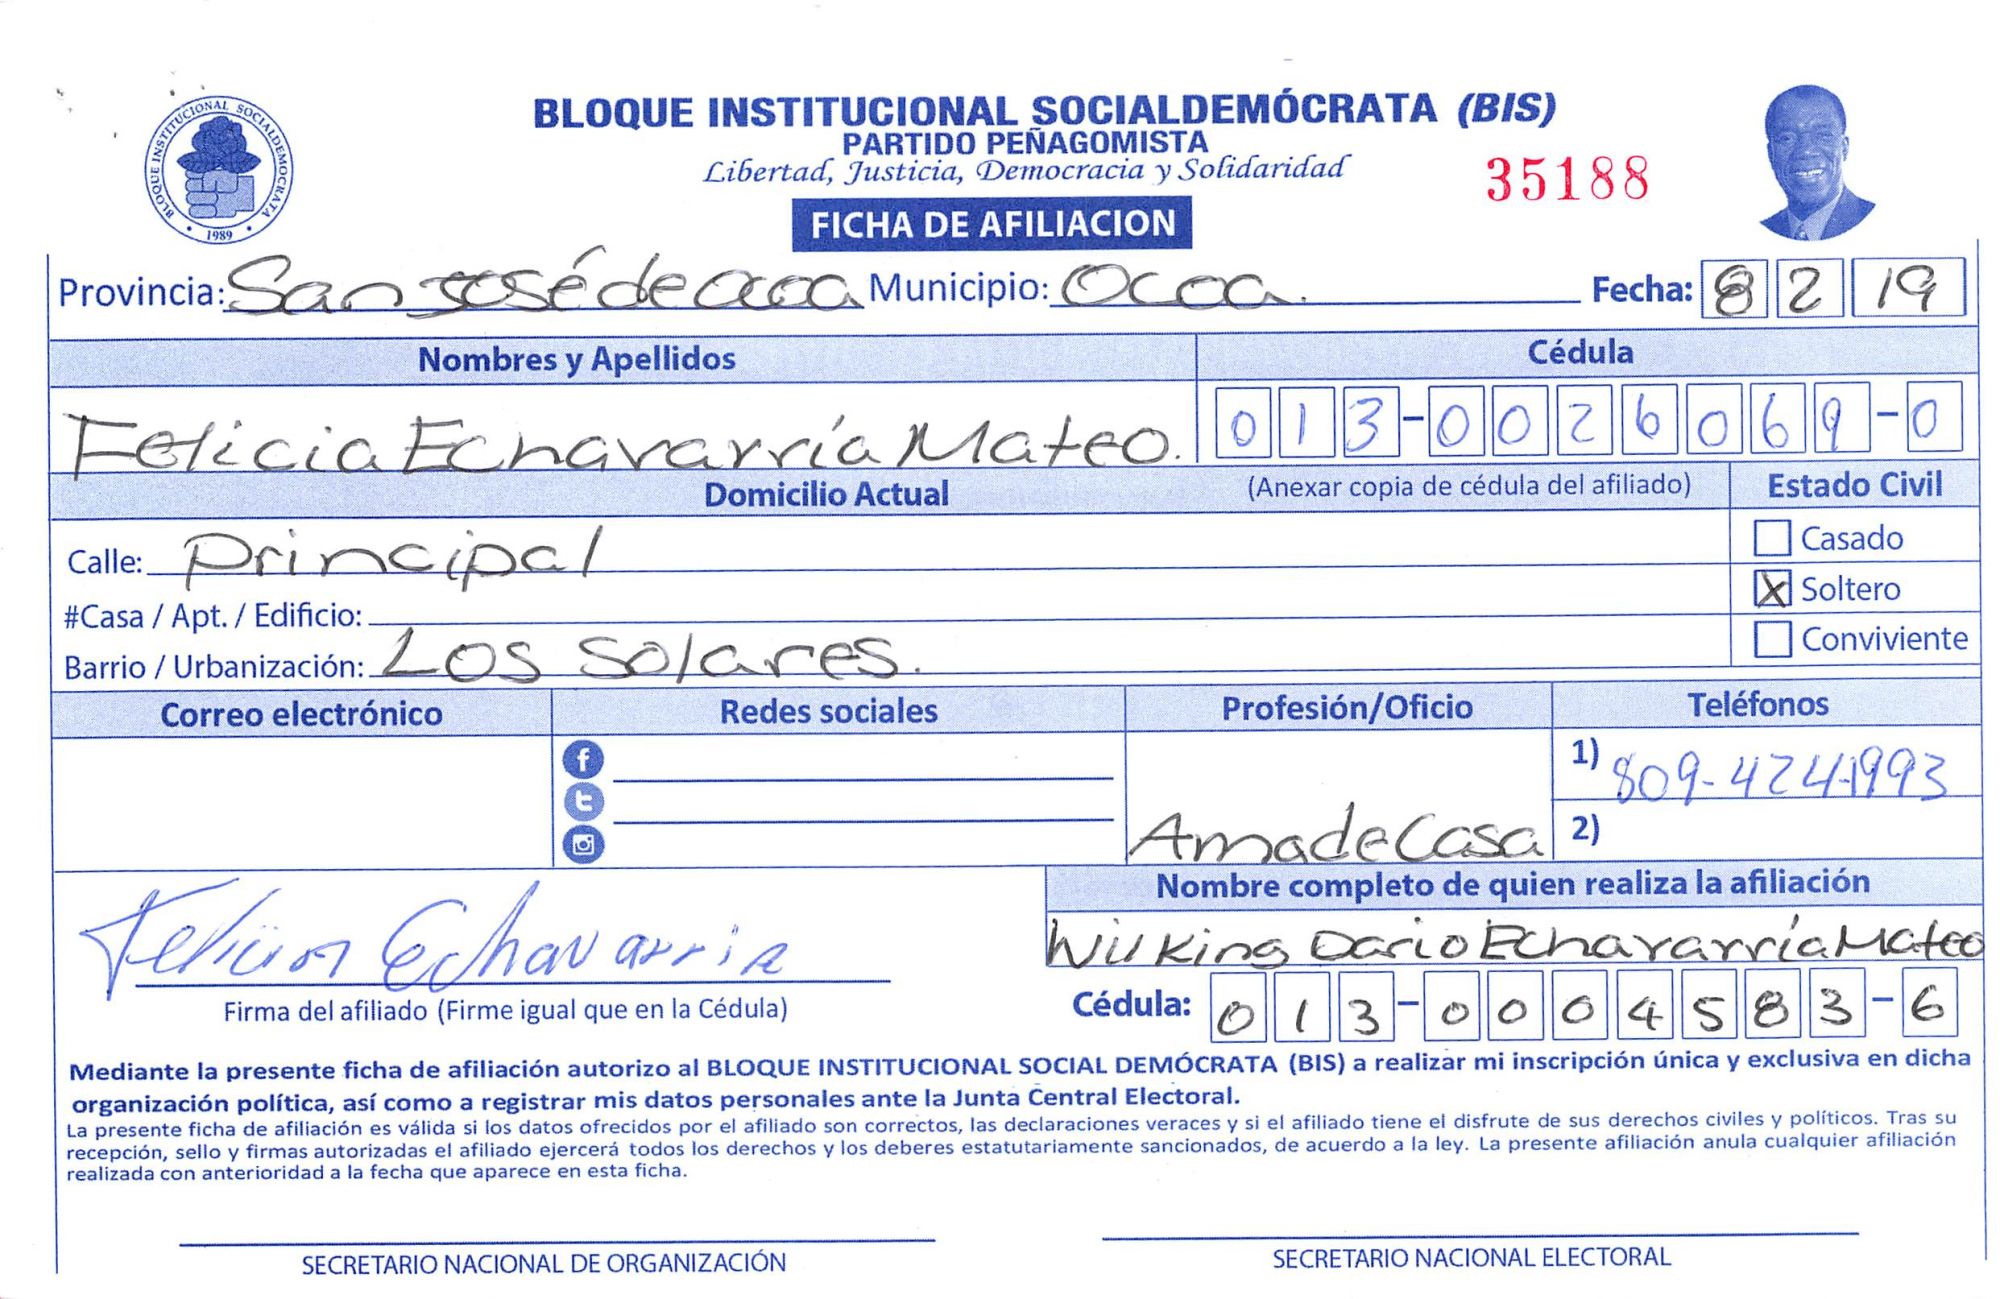 BLOQUE INSTITUCIONAL SOCIALDEMOCRATA
1989
BLOQUE INSTITUCIONAL SOCIALDEMÓCRATA (BIS)
PARTIDO PEÑAGOMISTA
Libertad, Justicia, Democracia y Solidaridad
35188
FICHA DE AFILIACION
Provincia: San José de Ocoa Municipio: Ocoa. Fecha: 8 2 19
Nombres y Apellidos Cédula
Felicia Echavarría Mateo. 013-0026069-0
Domicilio Actual (Anexar copia de cédula del afiliado) Estado Civil
Calle: Principal Casado
#Casa / Apt. / Edificio: X Soltero
Barrio / Urbanización: Los Solares. Conviviente
Correo electrónico Redes sociales Profesión/Oficio Teléfonos
1) 809-424-1993
Ama de Casa 2)
Nombre completo de quien realiza la afiliación
Felicia Echavarria Wilking Dario Echavarría Mateo
Firma del afiliado (Firme igual que en la Cédula) Cédula: 013-0004583-6
Mediante la presente ficha de afiliación autorizo al BLOQUE INSTITUCIONAL SOCIAL DEMÓCRATA (BIS) a realizar mi inscripción única y exclusiva en dicha
organización política, así como a registrar mis datos personales ante la Junta Central Electoral.
La presente ficha de afiliación es válida si los datos ofrecidos por el afiliado son correctos, las declaraciones veraces y si el afiliado tiene el disfrute de sus derechos civiles y políticos. Tras su
recepción, sello y firmas autorizadas el afiliado ejercerá todos los derechos y los deberes estatutariamente sancionados, de acuerdo a la ley. La presente afiliación anula cualquier afiliación
realizada con anterioridad a la fecha que aparece en esta ficha.
SECRETARIO NACIONAL DE ORGANIZACIÓN SECRETARIO NACIONAL ELECTORAL